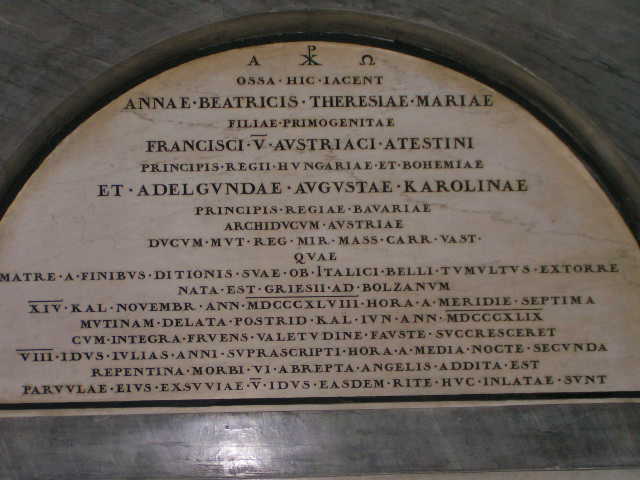 Α ☧ Ω
OSSA·HIC·IACENT
ANNAE·BEATRICIS·THERESIAE·MARIAE
FILIAE·PRIMOGENITAE
FRANCISCI·V̅·AVSTRIACI·ATESTINI
PRINCIPIS·REGII·HVNGARIAE·ET·BOHEMIAE
ET·ADELGVNDAE·AVGVSTAE·KAROLINAE
PRINCIPIS·REGIAE·BAVARIAE
ARCHIDVCVM·AVSTRIAE
DVCVM·MVT·REG·MIR·MASS·CARR·VAST·
QVAE
MATRE·A·FINIBVS·DITIONIS·SVAE·OB·ITALICI·BELLI·TVMVLTVS·EXTORRE
NATA·EST·GRIESII·AD·BOLZANVM
X̅I̅V̅·KAL·NOVEMBR·ANN·M̅D̅C̅C̅C̅X̅L̅V̅I̅I̅I̅·HORA·A·MERIDIE·SEPTIMA
MVTINAM·DELATA·POSTRID·KAL·IVN·ANN·M̅D̅C̅C̅C̅X̅L̅I̅X̅
CVM·INTEGRA·FRVENS·VALETVDINE·FAVSTE·SVCCRESCERET
V̅I̅I̅I̅·IDVS·IVLIAS·ANNI·SVPRASCRIPTI·HORA·A·MEDIA·NOCTE·SECVNDA
REPENTINA·MORBI·VI·ABREPTA·ANGELIS·ADDITA·EST
PARVVLAE·EIVS·EXSVVIAE·V̅·IDVS·EASDEM·RITE·HVC·INLATAE·SVNT